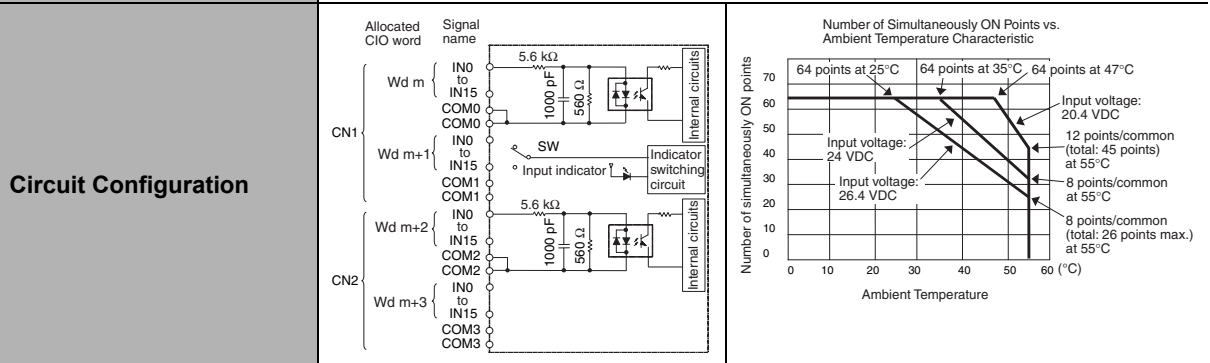 Circuit Configuration
Allocated
CIO word
Signal
name
CN1
Wd m
IN0
to
IN15
COM0
COM0
Wd m+1
IN0
to
IN15
COM1
COM1
CN2
Wd m+2
IN0
to
IN15
COM2
COM2
Wd m+3
IN0
to
IN15
COM3
COM3
5.6 kΩ
1000 pF
560 Ω
Internal circuits
SW
Input indicator
Indicator
switching
circuit
5.6 kΩ
1000 pF
560 Ω
Internal circuits
Number of Simultaneously ON Points vs.
Ambient Temperature Characteristic
Number of simultaneously ON points
70
60
50
40
30
20
10
0
64 points at 25°C
64 points at 35°C
64 points at 47°C
Input voltage:
20.4 VDC
Input voltage:
24 VDC
Input voltage:
26.4 VDC
12 points/common
(total: 45 points)
at 55°C
8 points/common
at 55°C
8 points/common
(total: 26 points max.)
at 55°C
0 10 20 30 40 50 60 (°C)
Ambient Temperature